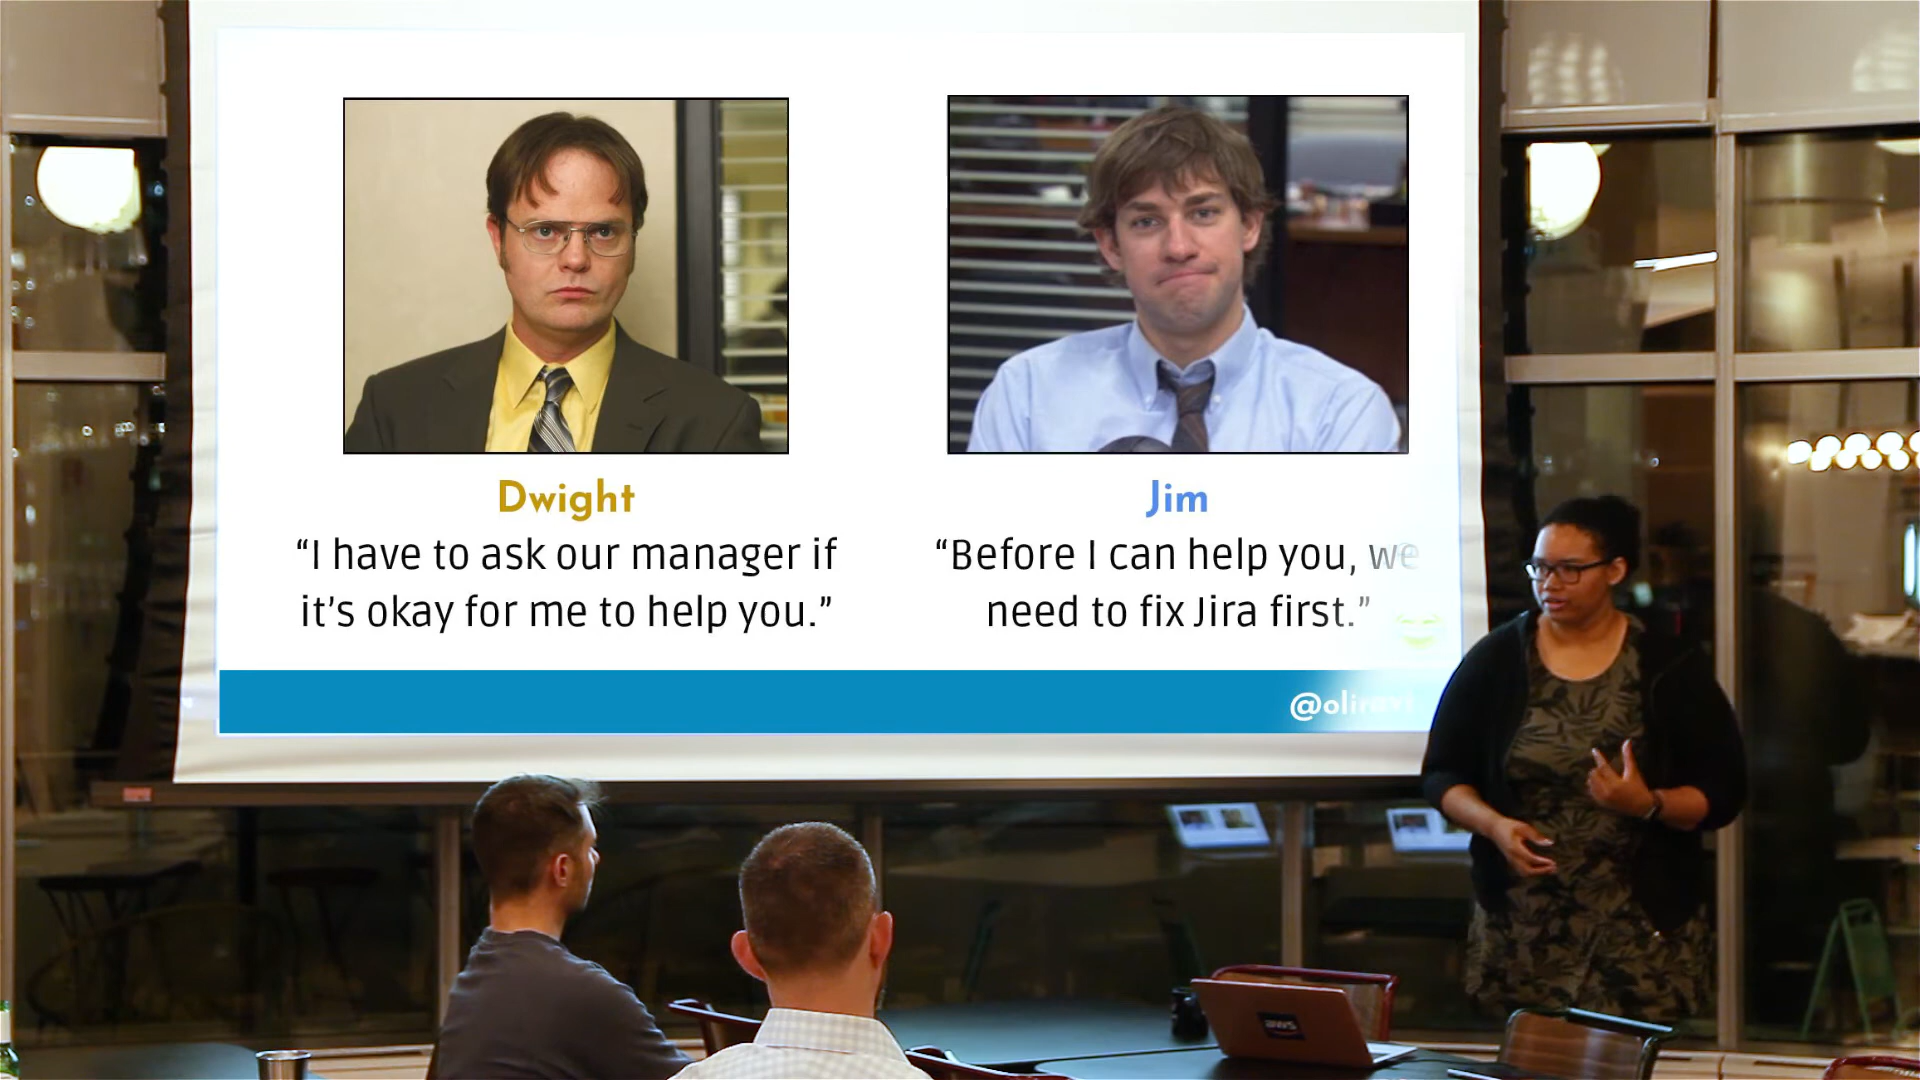 Dwight
“I have to ask our manager if
it’s okay for me to help you.”
Jim
“Before I can help you, we
need to fix Jira first.”
aws